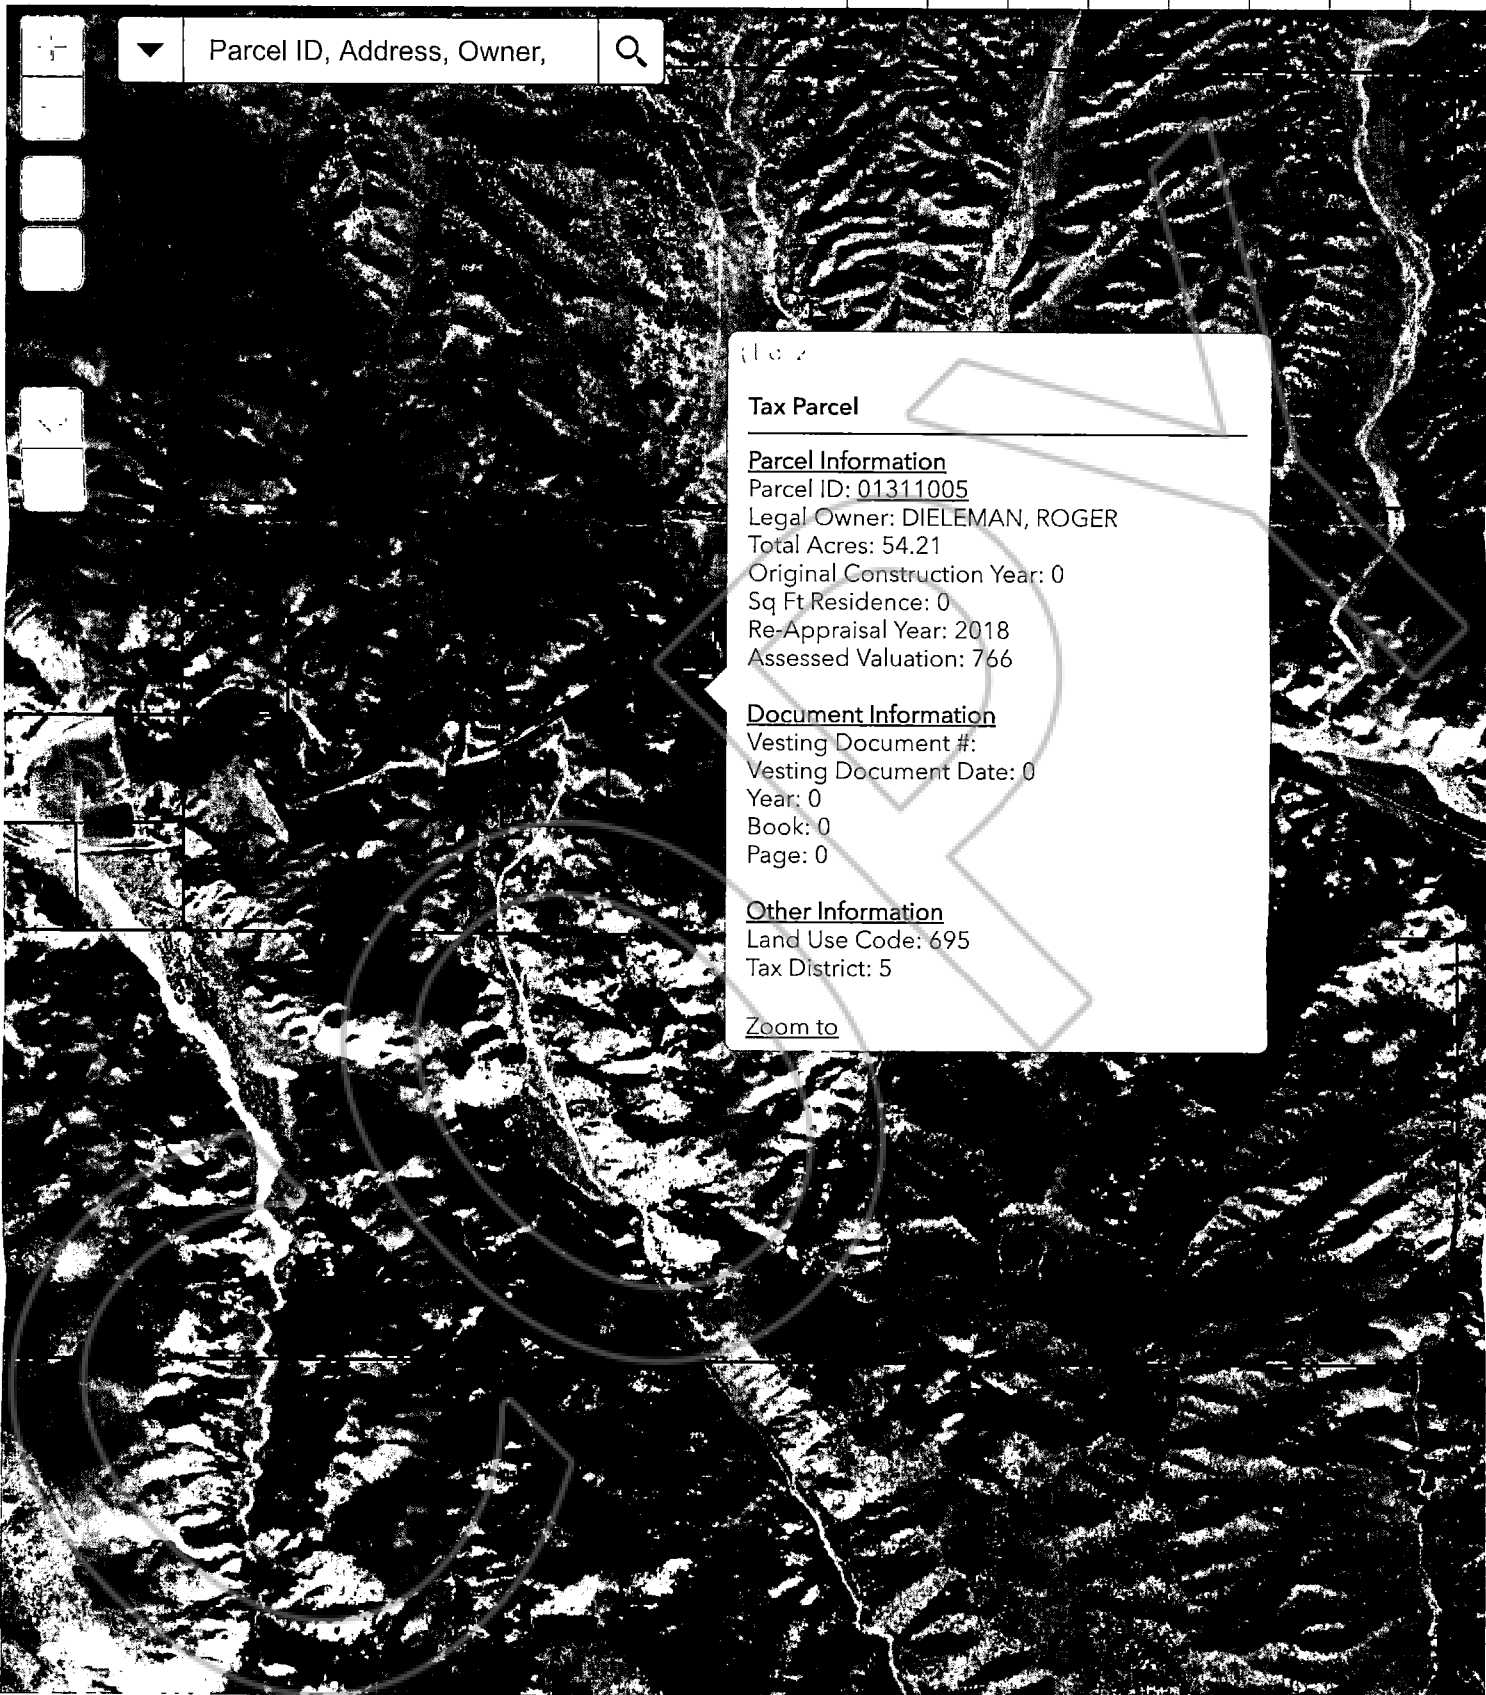 Parcel ID, Address, Owner,
Tax Parcel
Parcel Information
Parcel ID: 01311005
Legal Owner: DIELEMAN, ROGER
Total Acres: 54.21
Original Construction Year: 0
Sq Ft Residence: 0
Re-Appraisal Year: 2018
Assessed Valuation: 766
Document Information
Vesting Document #:
Vesting Document Date: 0
Year: 0
Book: 0
Page: 0
Other Information
Land Use Code: 695
Tax District: 5
Zoom to
COPY